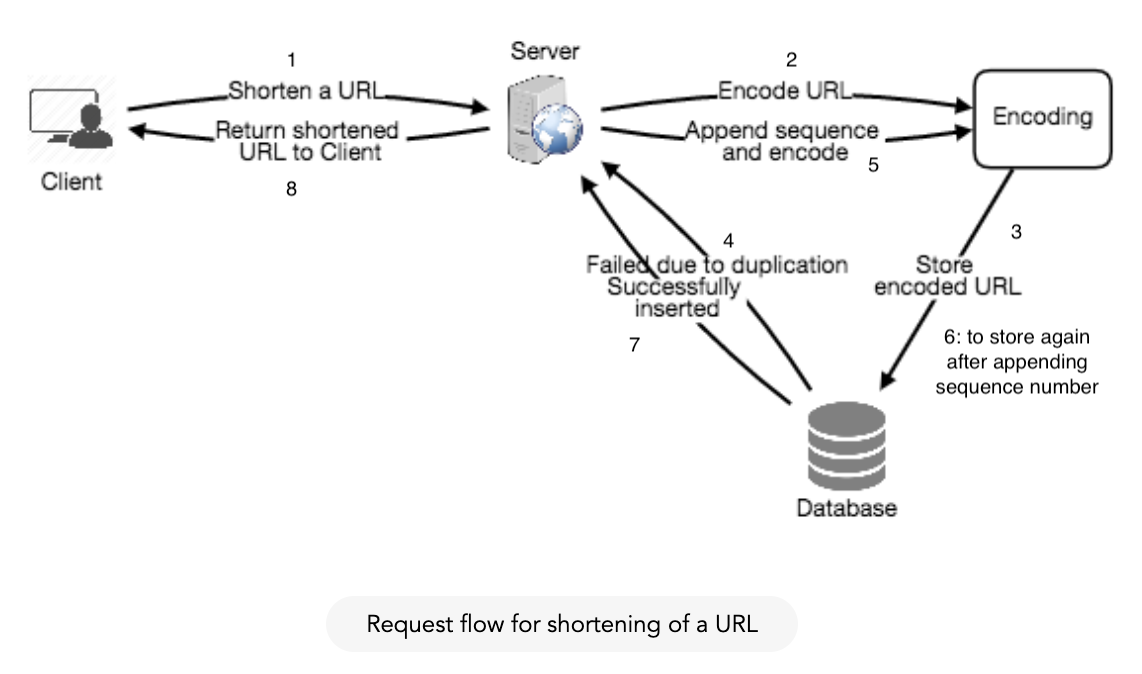 Server
1
Shorten a URL
2
Encode URL
Encoding
Return shortened
URL to Client
Append sequence
and encode
5
Client
8
3
4
Failed due to duplication
Successfully
inserted
Store
encoded URL
7
6: to store again
after appending
sequence number
Database
Request flow for shortening of a URL